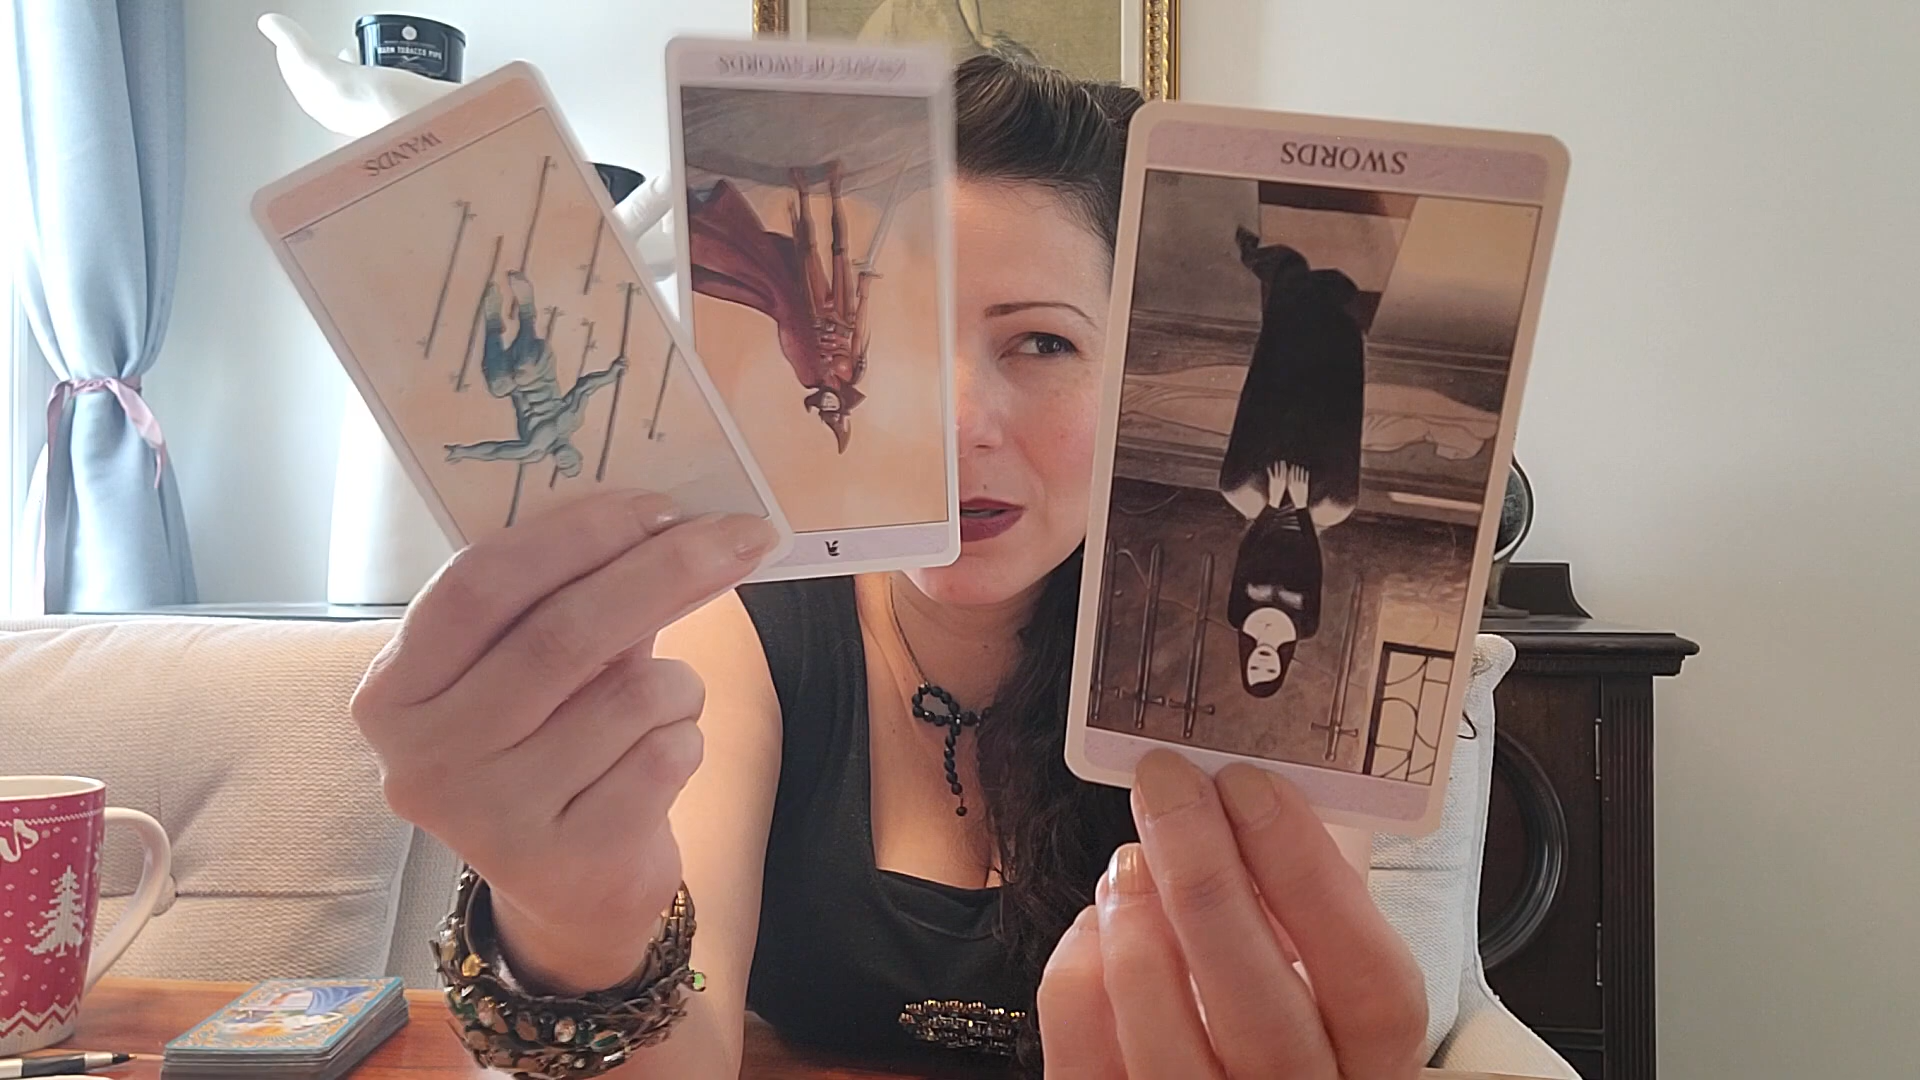 WARM TOBACCO PIPE
WANDS
KNAVE OF SWORDS
SWORDS